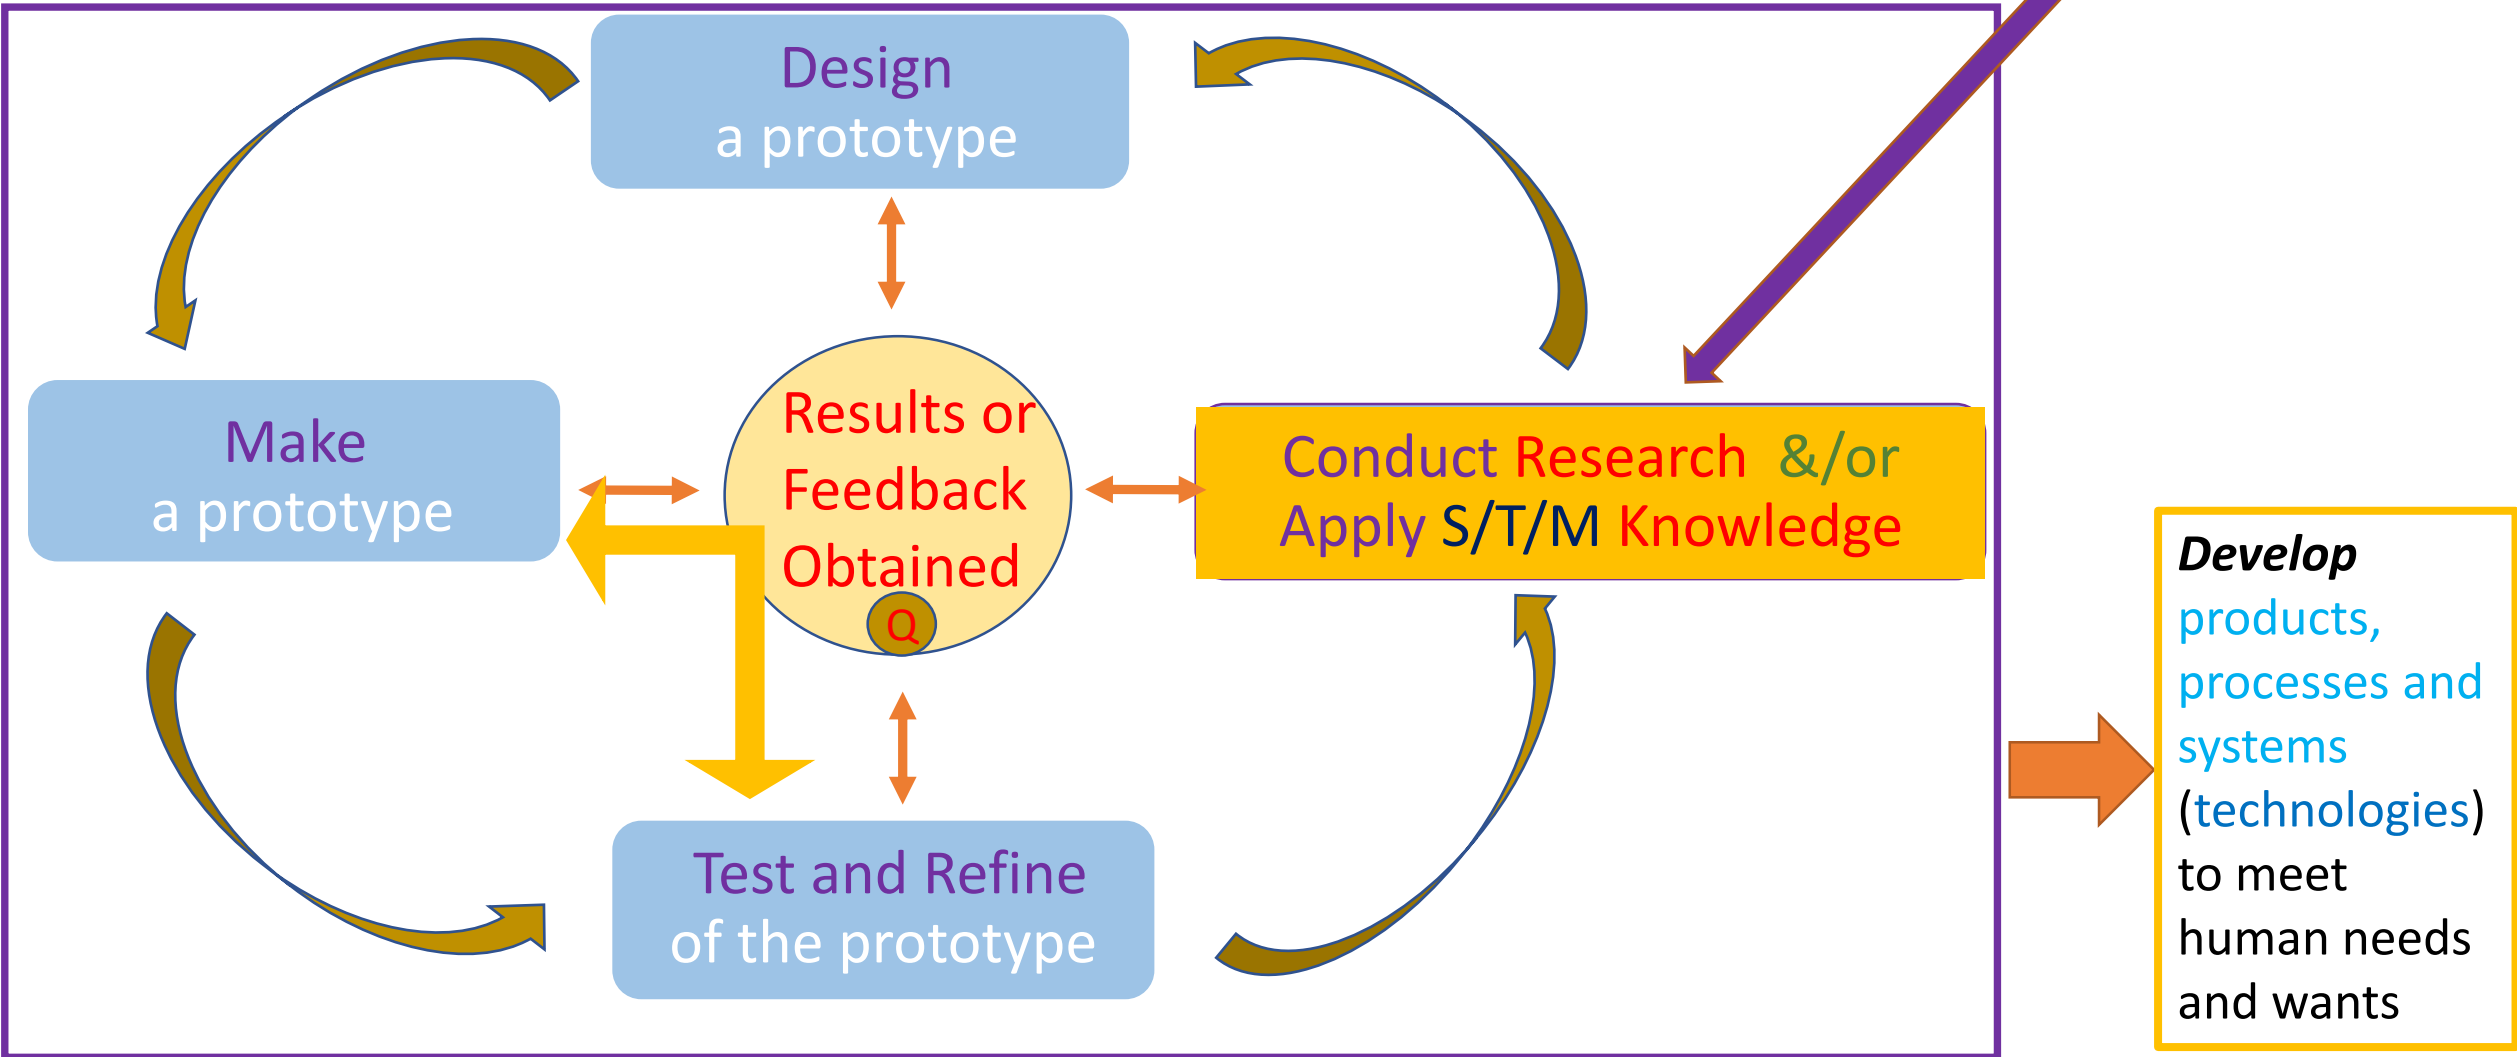 Design
a prototype
Make
a prototype
Results or
Feedback
Obtained
Q
Conduct Research &/or
Apply S/T/M Knowledge
Test and Refine
of the prototype
Develop
products,
processes and
systems
(technologies)
to meet
human needs
and wants